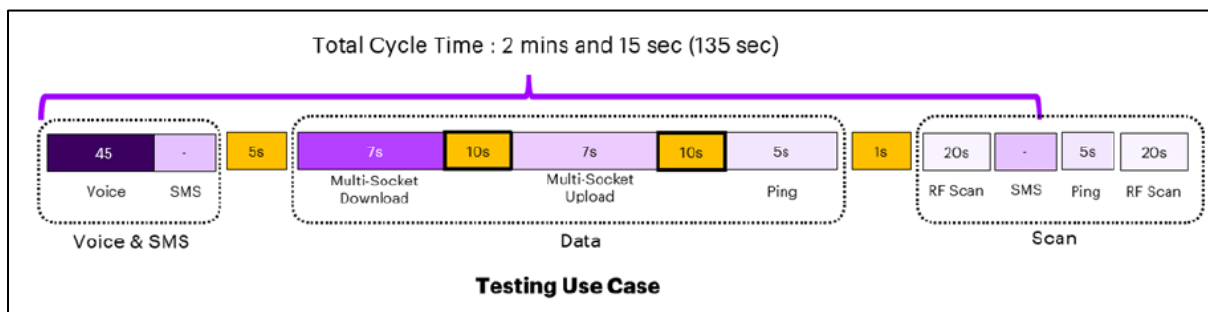 Total Cycle Time : 2 mins and 15 sec (135 sec)
45 - 5s 7s 10s 7s 10s 5s 1s 20s - 5s 20s
Voice SMS Multi-Socket Download Multi-Socket Upload Ping RF Scan SMS Ping RF Scan
Voice & SMS Data Scan
Testing Use Case